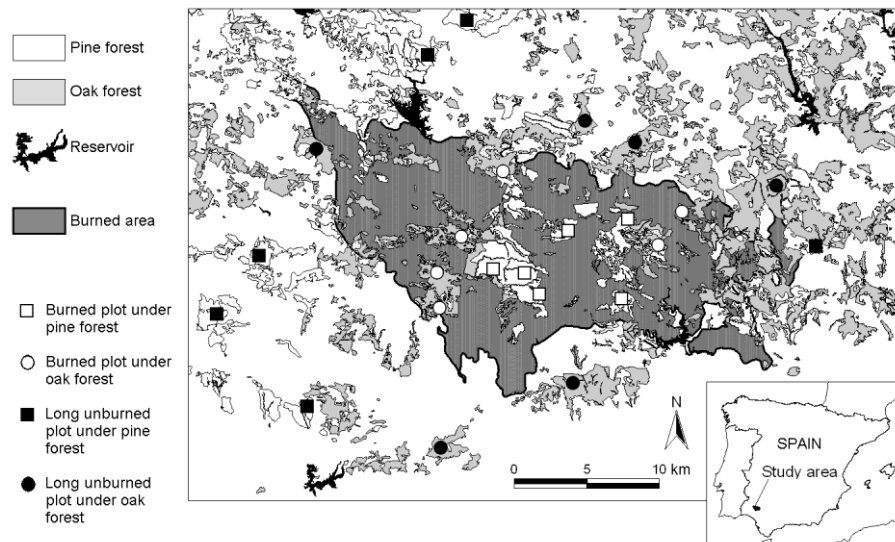 Pine forest
Oak forest
Reservoir
Burned area
Burned plot under
pine forest
Burned plot under
oak forest
Long unburned
plot under pine
forest
Long unburned
plot under oak
forest
N
0 5 10 km
SPAIN
Study area